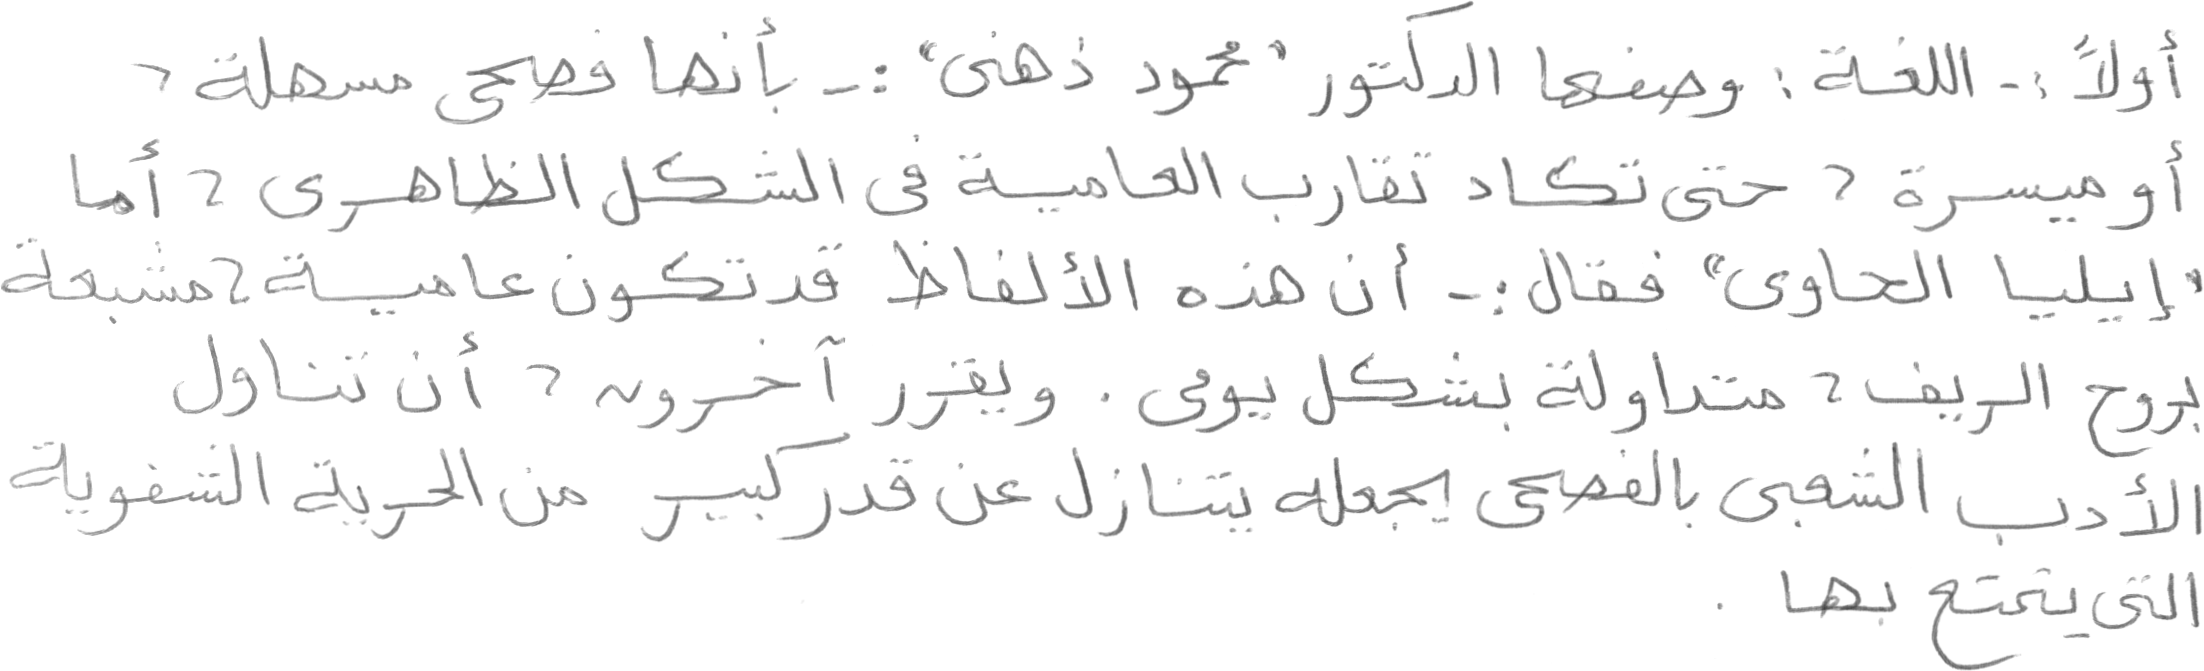 أولاً :- اللغة : وصفها الدكتور "محمود ذهنى" :- بأنها فصحى مسهلة ،
أو ميسرة ، حتى تكاد تقارب العامية فى الشكل الظاهرى ، أما
"إيليا الحاوى" فقال :- أن هذه الألفاظ قد تكون عامية ، مشبعة
بروح الريف ، متداولة بشكل يومى . ويقرر آخرون ، أن تناول
الأدب الشعبى بالفصحى يجعله يتنازل عن قدر كبير من الحرية الشفوية
التى يتمتع بها .